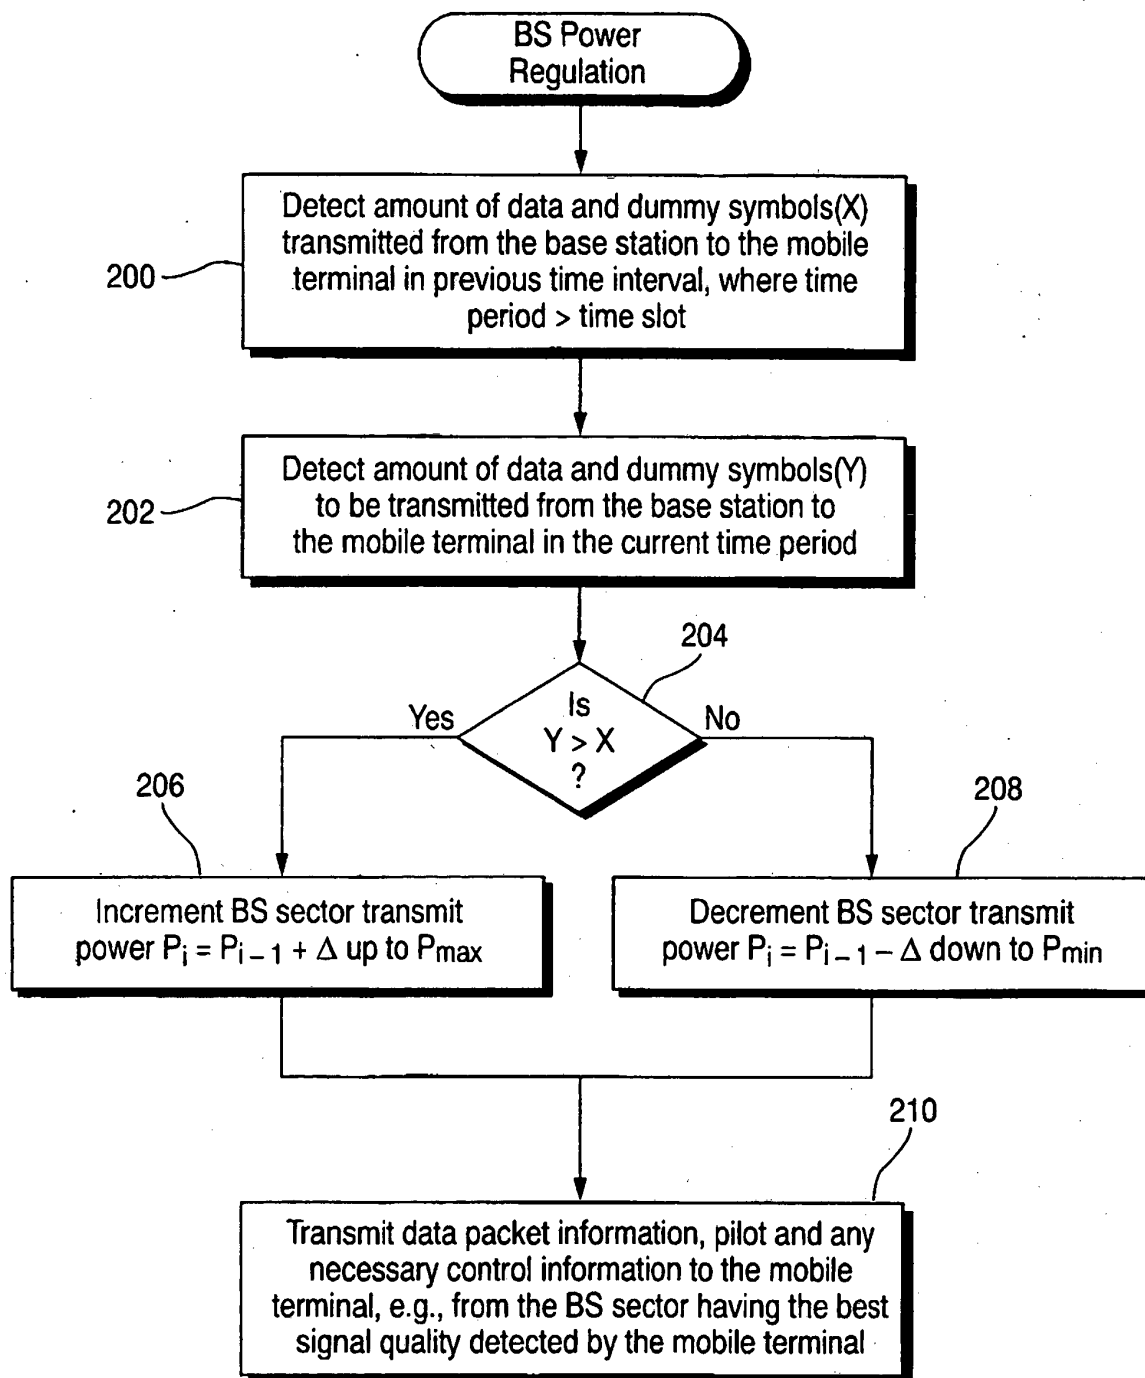 BS Power
Regulation
Detect amount of data and dummy symbols(X)
transmitted from the base station to the mobile
terminal in previous time interval, where time
period > time slot
200
Detect amount of data and dummy symbols(Y)
to be transmitted from the base station to
the mobile terminal in the current time period
202
204
Is
Y > X
?
Yes
No
206
208
Increment BS sector transmit
power Pi = Pi – 1 + Δ up to Pmax
Decrement BS sector transmit
power Pi = Pi – 1 – Δ down to Pmin
210
Transmit data packet information, pilot and any
necessary control information to the mobile
terminal, e.g., from the BS sector having the best
signal quality detected by the mobile terminal